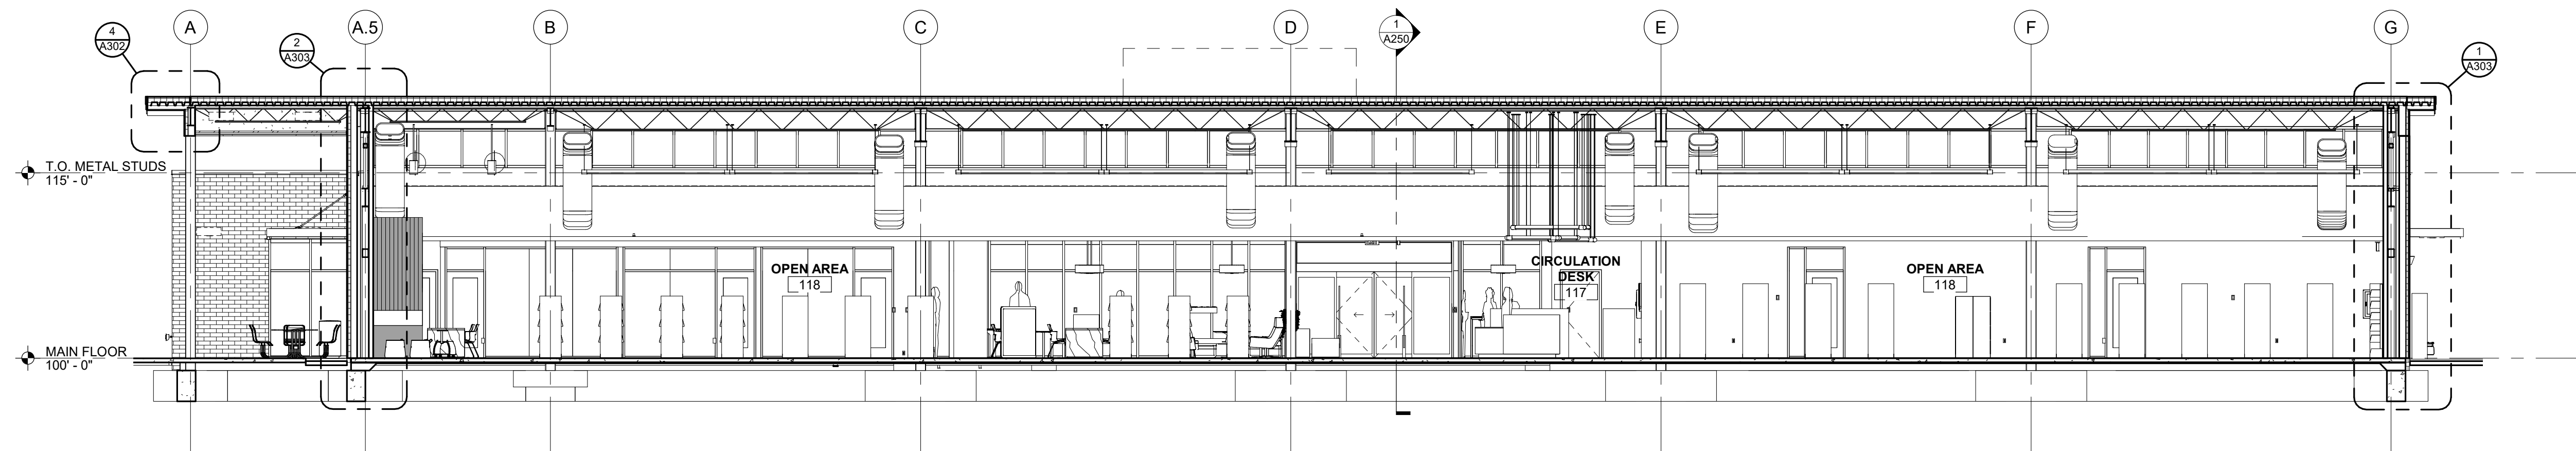 A
A.5
B
C
D
E
F
G
4
A302
2
A303
1
A250
1
A303
T.O. METAL STUDS
115' - 0"
OPEN AREA
118
CIRCULATION
DESK
117
OPEN AREA
118
MAIN FLOOR
100' - 0"